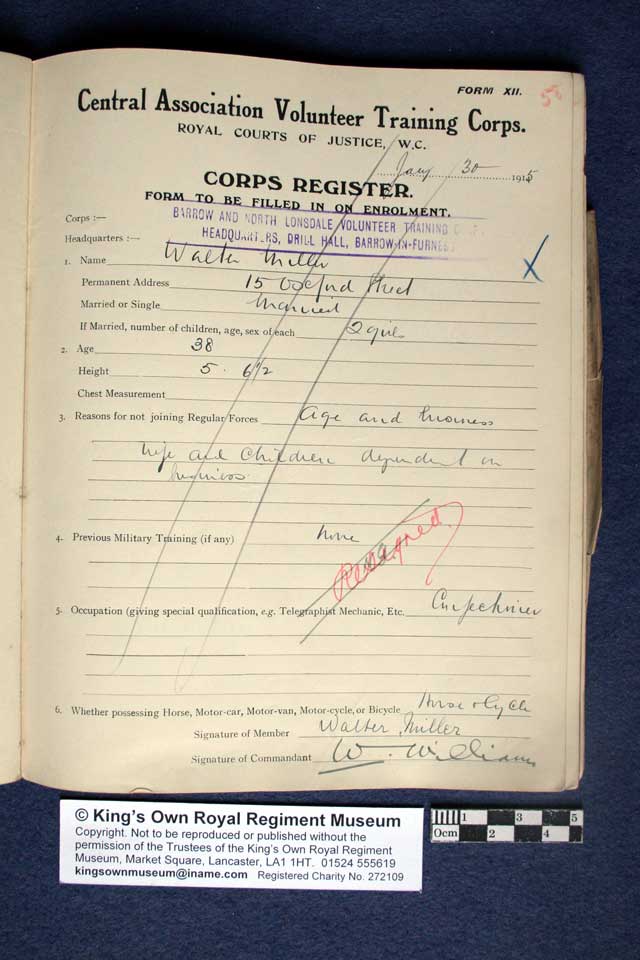 FORM XII.
Central Association Volunteer Training Corps.
ROYAL COURTS OF JUSTICE, W.C.
Jany 30 1915
CORPS REGISTER.
FORM TO BE FILLED IN ON ENROLMENT.
Corps :— BARROW AND NORTH LONSDALE VOLUNTEER TRAINING
Headquarters :— HEADQUARTERS, DRILL HALL, BARROW-IN-FURNESS
1. Name Walter Miller
Permanent Address 15 Oxford Street
Married or Single Married
If Married, number of children, age, sex of each 2 girls
2. Age 38
Height 5. 6 1/2
Chest Measurement
3. Reasons for not joining Regular Forces Age and business
wife and children dependent on
business
4. Previous Military Training (if any) None
Resigned
5. Occupation (giving special qualification, e.g. Telegraphist Mechanic, Etc. Confectioner
6. Whether possessing Horse, Motor-car, Motor-van, Motor-cycle, or Bicycle Horse & Cycle
Signature of Member Walter Miller
Signature of Commandant W. Williams
© King's Own Royal Regiment Museum
Copyright. Not to be reproduced or published without the
permission of the Trustees of the King's Own Royal Regiment
Museum, Market Square, Lancaster, LA1 1HT. 01524 555619
kingsownmuseum@iname.com Registered Charity No. 272109
1 3 5
0cm 2 4